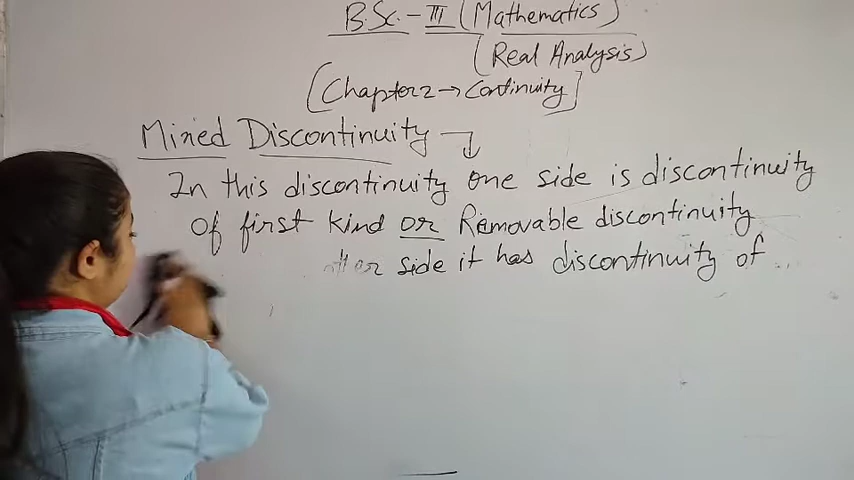 B.Sc. - III (Mathematics)
(Real Analysis)
[Chapter 2 → Continuity]
Mixed Discontinuity
In this discontinuity one side is discontinuity
of first kind or Removable discontinuity
other side it has discontinuity of